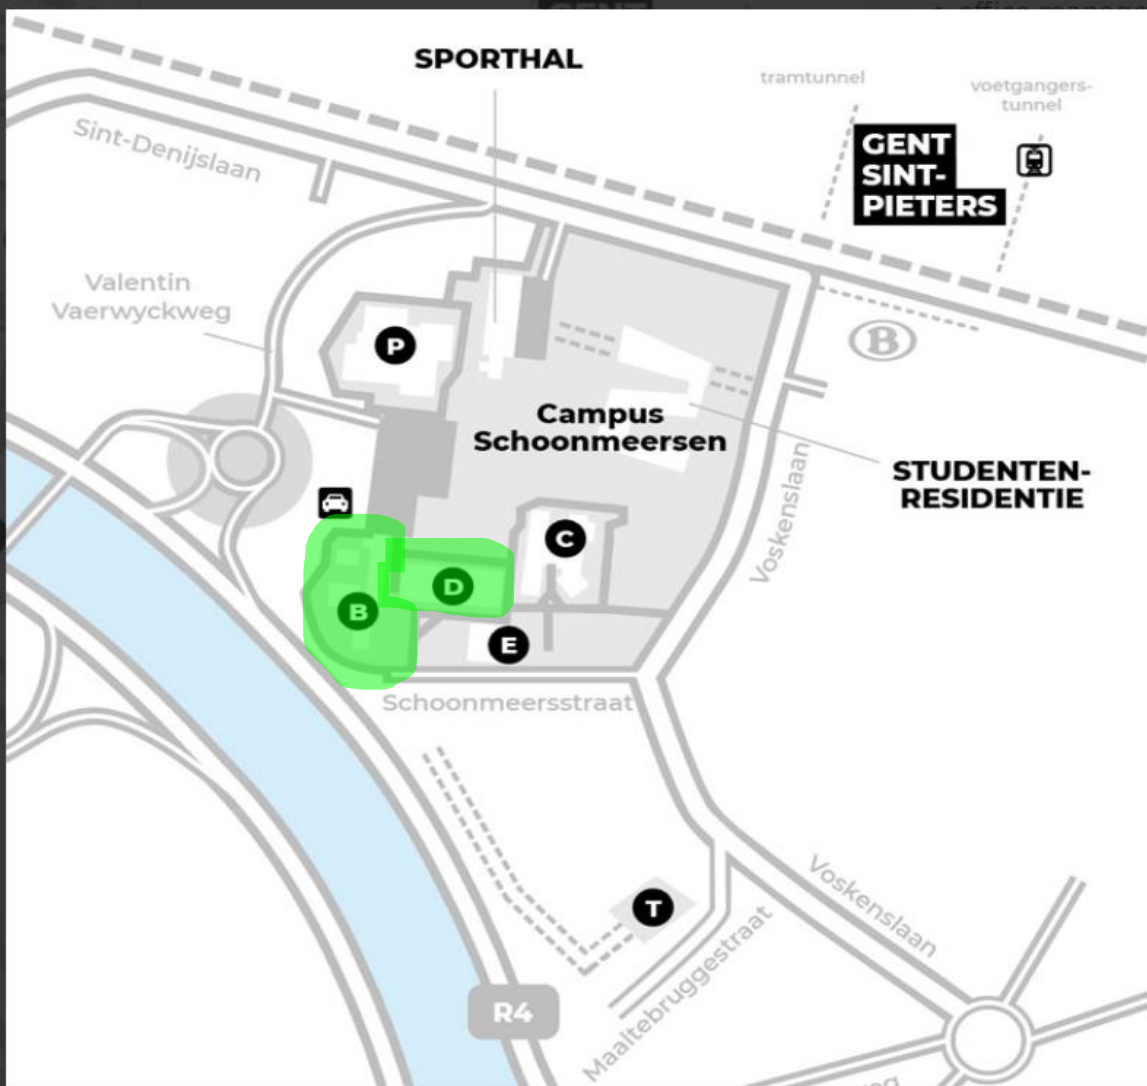 SPORTHAL
tramtunnel
voetgangers-
tunnel
GENT
SINT-
PIETERS
Sint-Denijslaan
Valentin
Vaerwyckweg
P
B
Campus
Schoonmeersen
STUDENTEN-
RESIDENTIE
Voskenslaan
C
D
B
E
Schoonmeersstraat
T
Voskenslaan
Maaltebruggestraat
R4